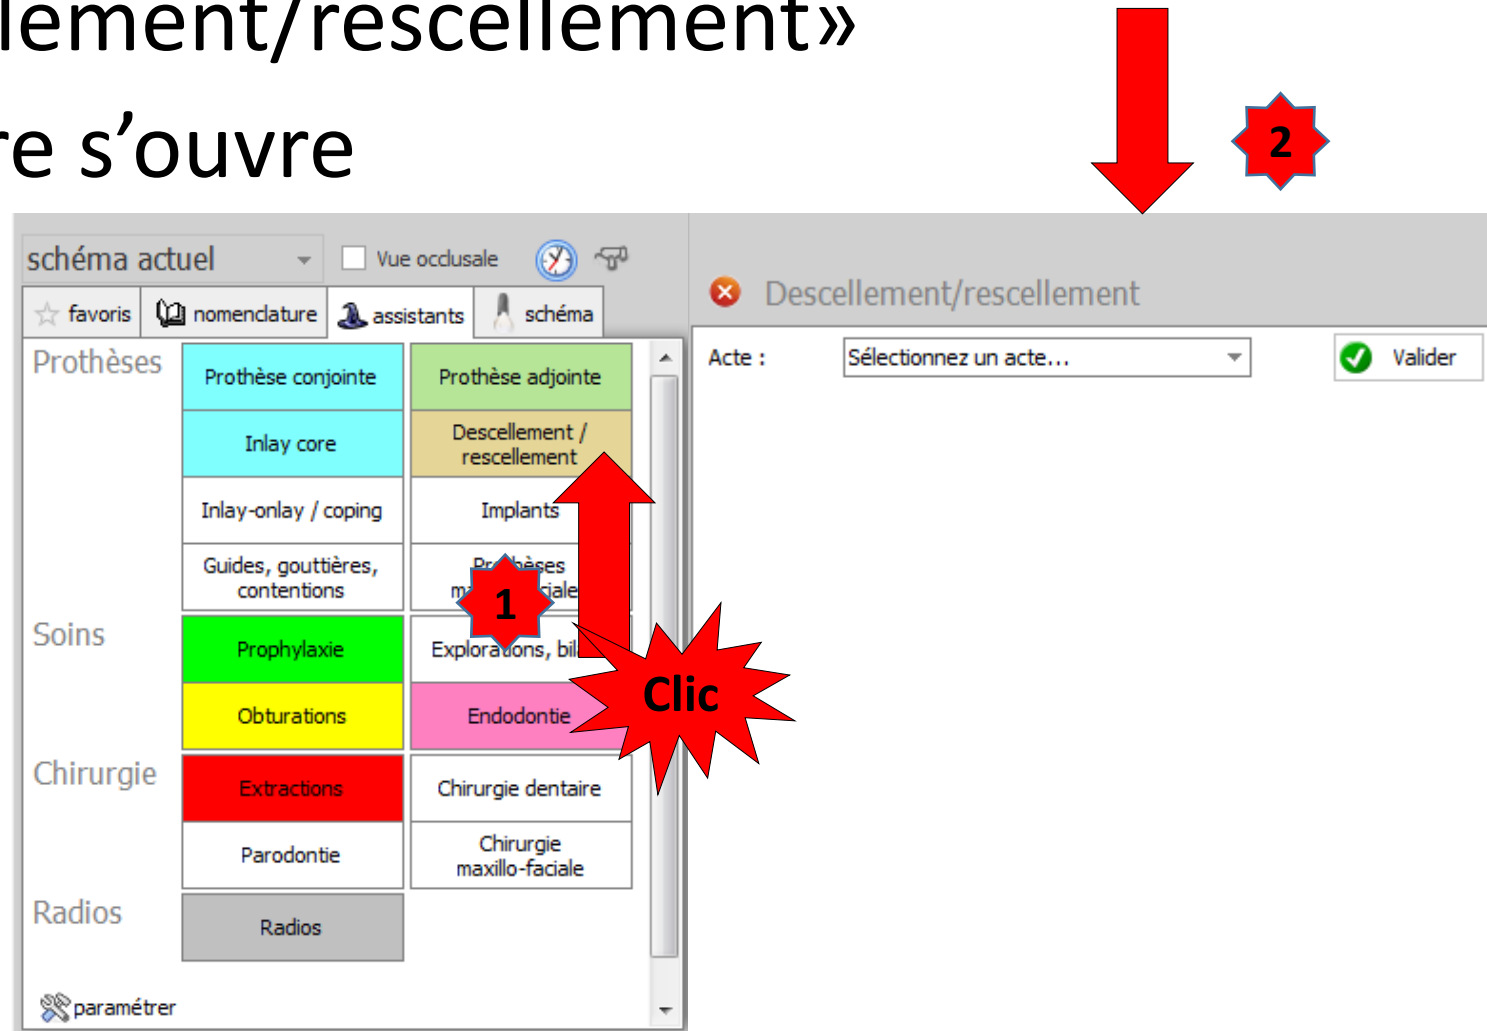 lement/rescellement»
re s’ouvre
2
schéma actuel
Vue occlusale
favoris
nomenclature
assistants
schéma
Descellement/rescellement
Acte :
Sélectionnez un acte...
Valider
Prothèses
Prothèse conjointe
Prothèse adjointe
Inlay core
Descellement /
rescellement
Inlay-onlay / coping
Implants
Guides, gouttières,
contentions
1
Soins
Prophylaxie
Explorations,
Clic
Obturations
Endodontie
Chirurgie
Extractions
Chirurgie dentaire
Parodontie
Chirurgie
maxillo-faciale
Radios
Radios
paramétrer